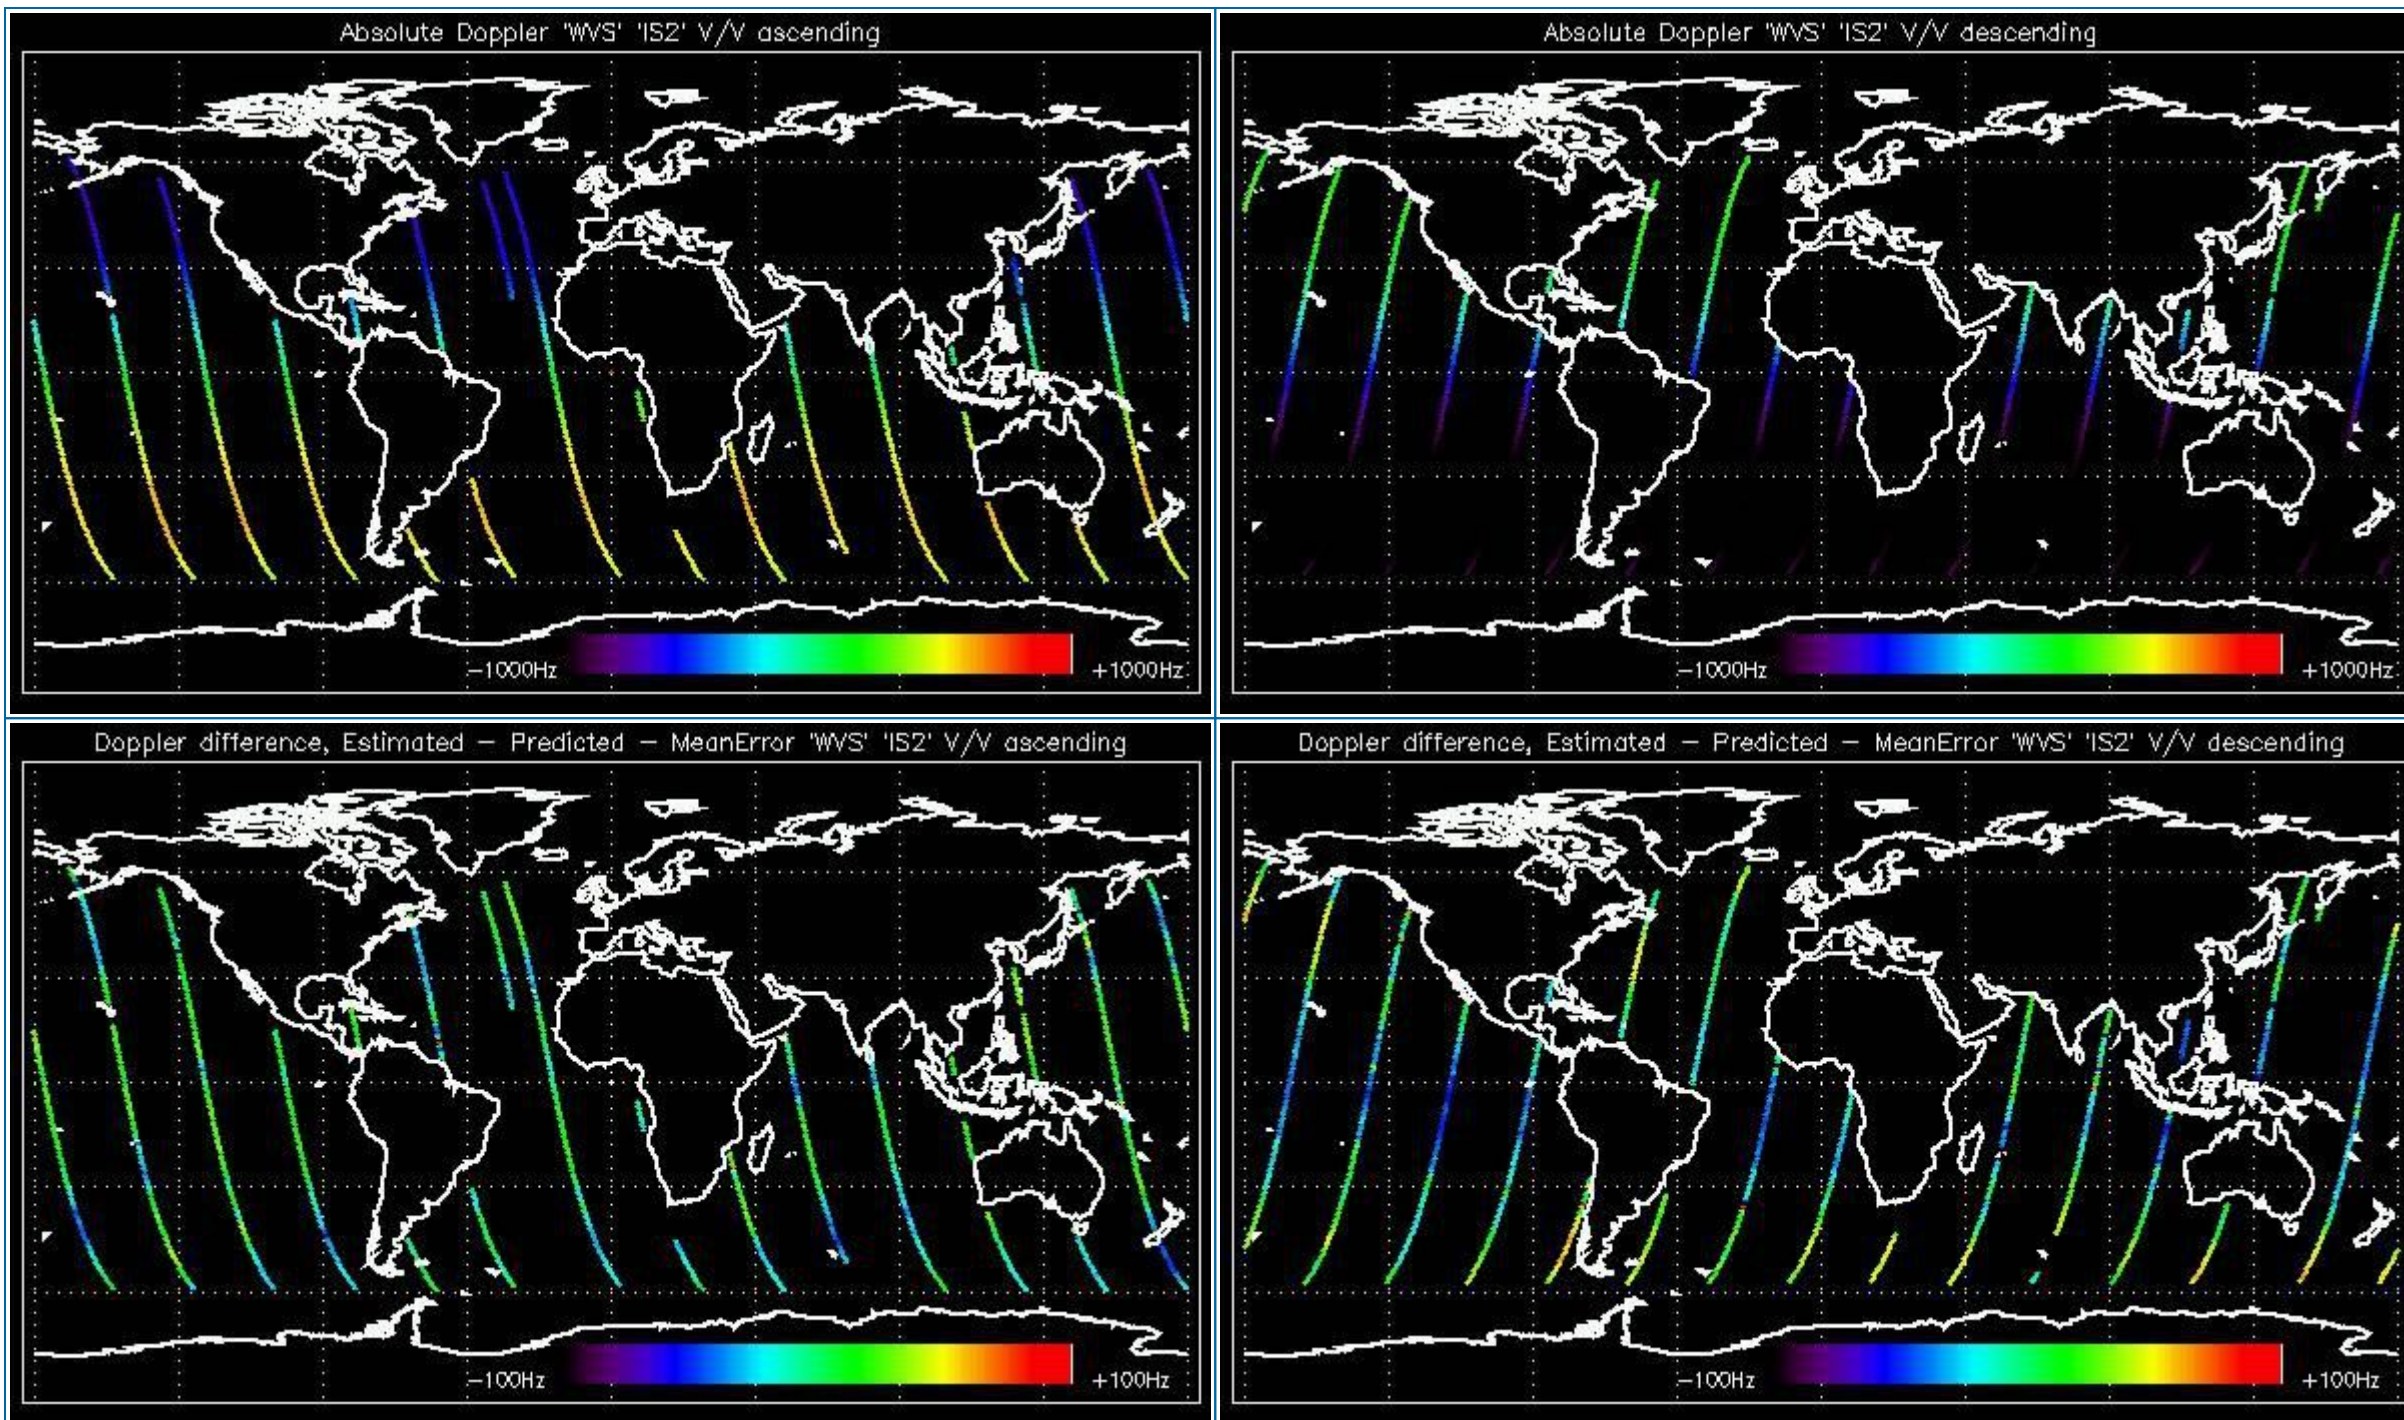 Absolute Doppler 'WVS' 'IS2' V/V ascending
-1000Hz
+1000Hz
Absolute Doppler 'WVS' 'IS2' V/V descending
-1000Hz
+1000Hz
Doppler difference, Estimated - Predicted - MeanError 'WVS' 'IS2' V/V ascending
-100Hz
+100Hz
Doppler difference, Estimated - Predicted - MeanError 'WVS' 'IS2' V/V descending
-100Hz
+100Hz